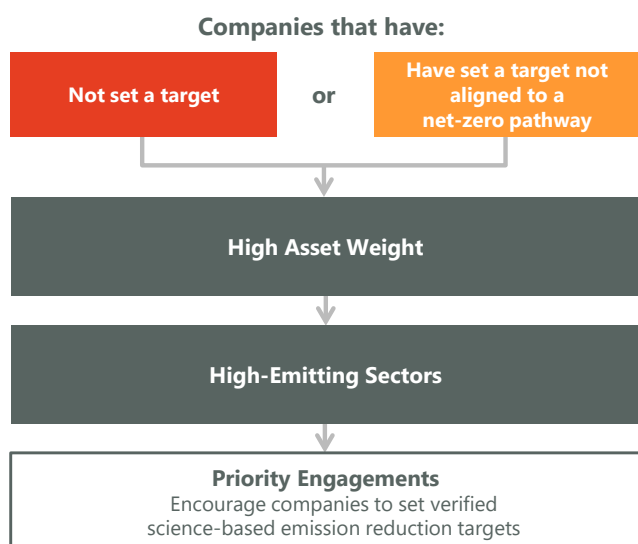 Companies that have:
Not set a target
or
Have set a target not
aligned to a
net-zero pathway
High Asset Weight
High-Emitting Sectors
Priority Engagements
Encourage companies to set verified
science-based emission reduction targets